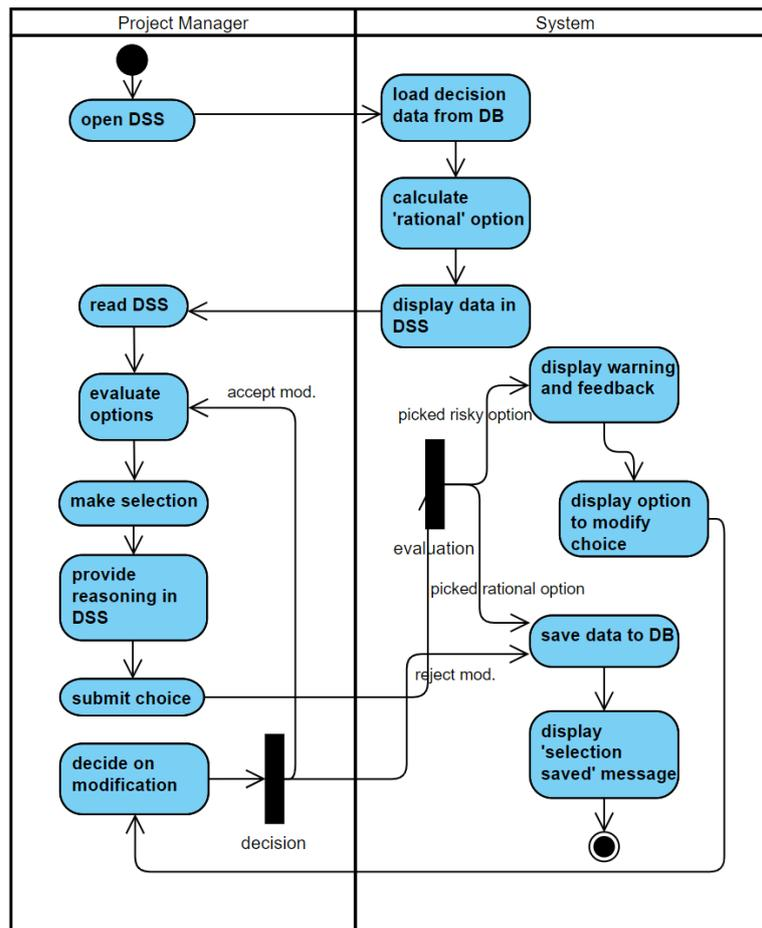 Project Manager
System
open DSS
load decision
data from DB
calculate
'rational' option
read DSS
display data in
DSS
display warning
and feedback
evaluate
options
accept mod.
picked risky option
make selection
display option
to modify
choice
evaluation
provide
reasoning in
DSS
picked rational option
save data to DB
reject mod.
submit choice
display
'selection
saved' message
decide on
modification
decision